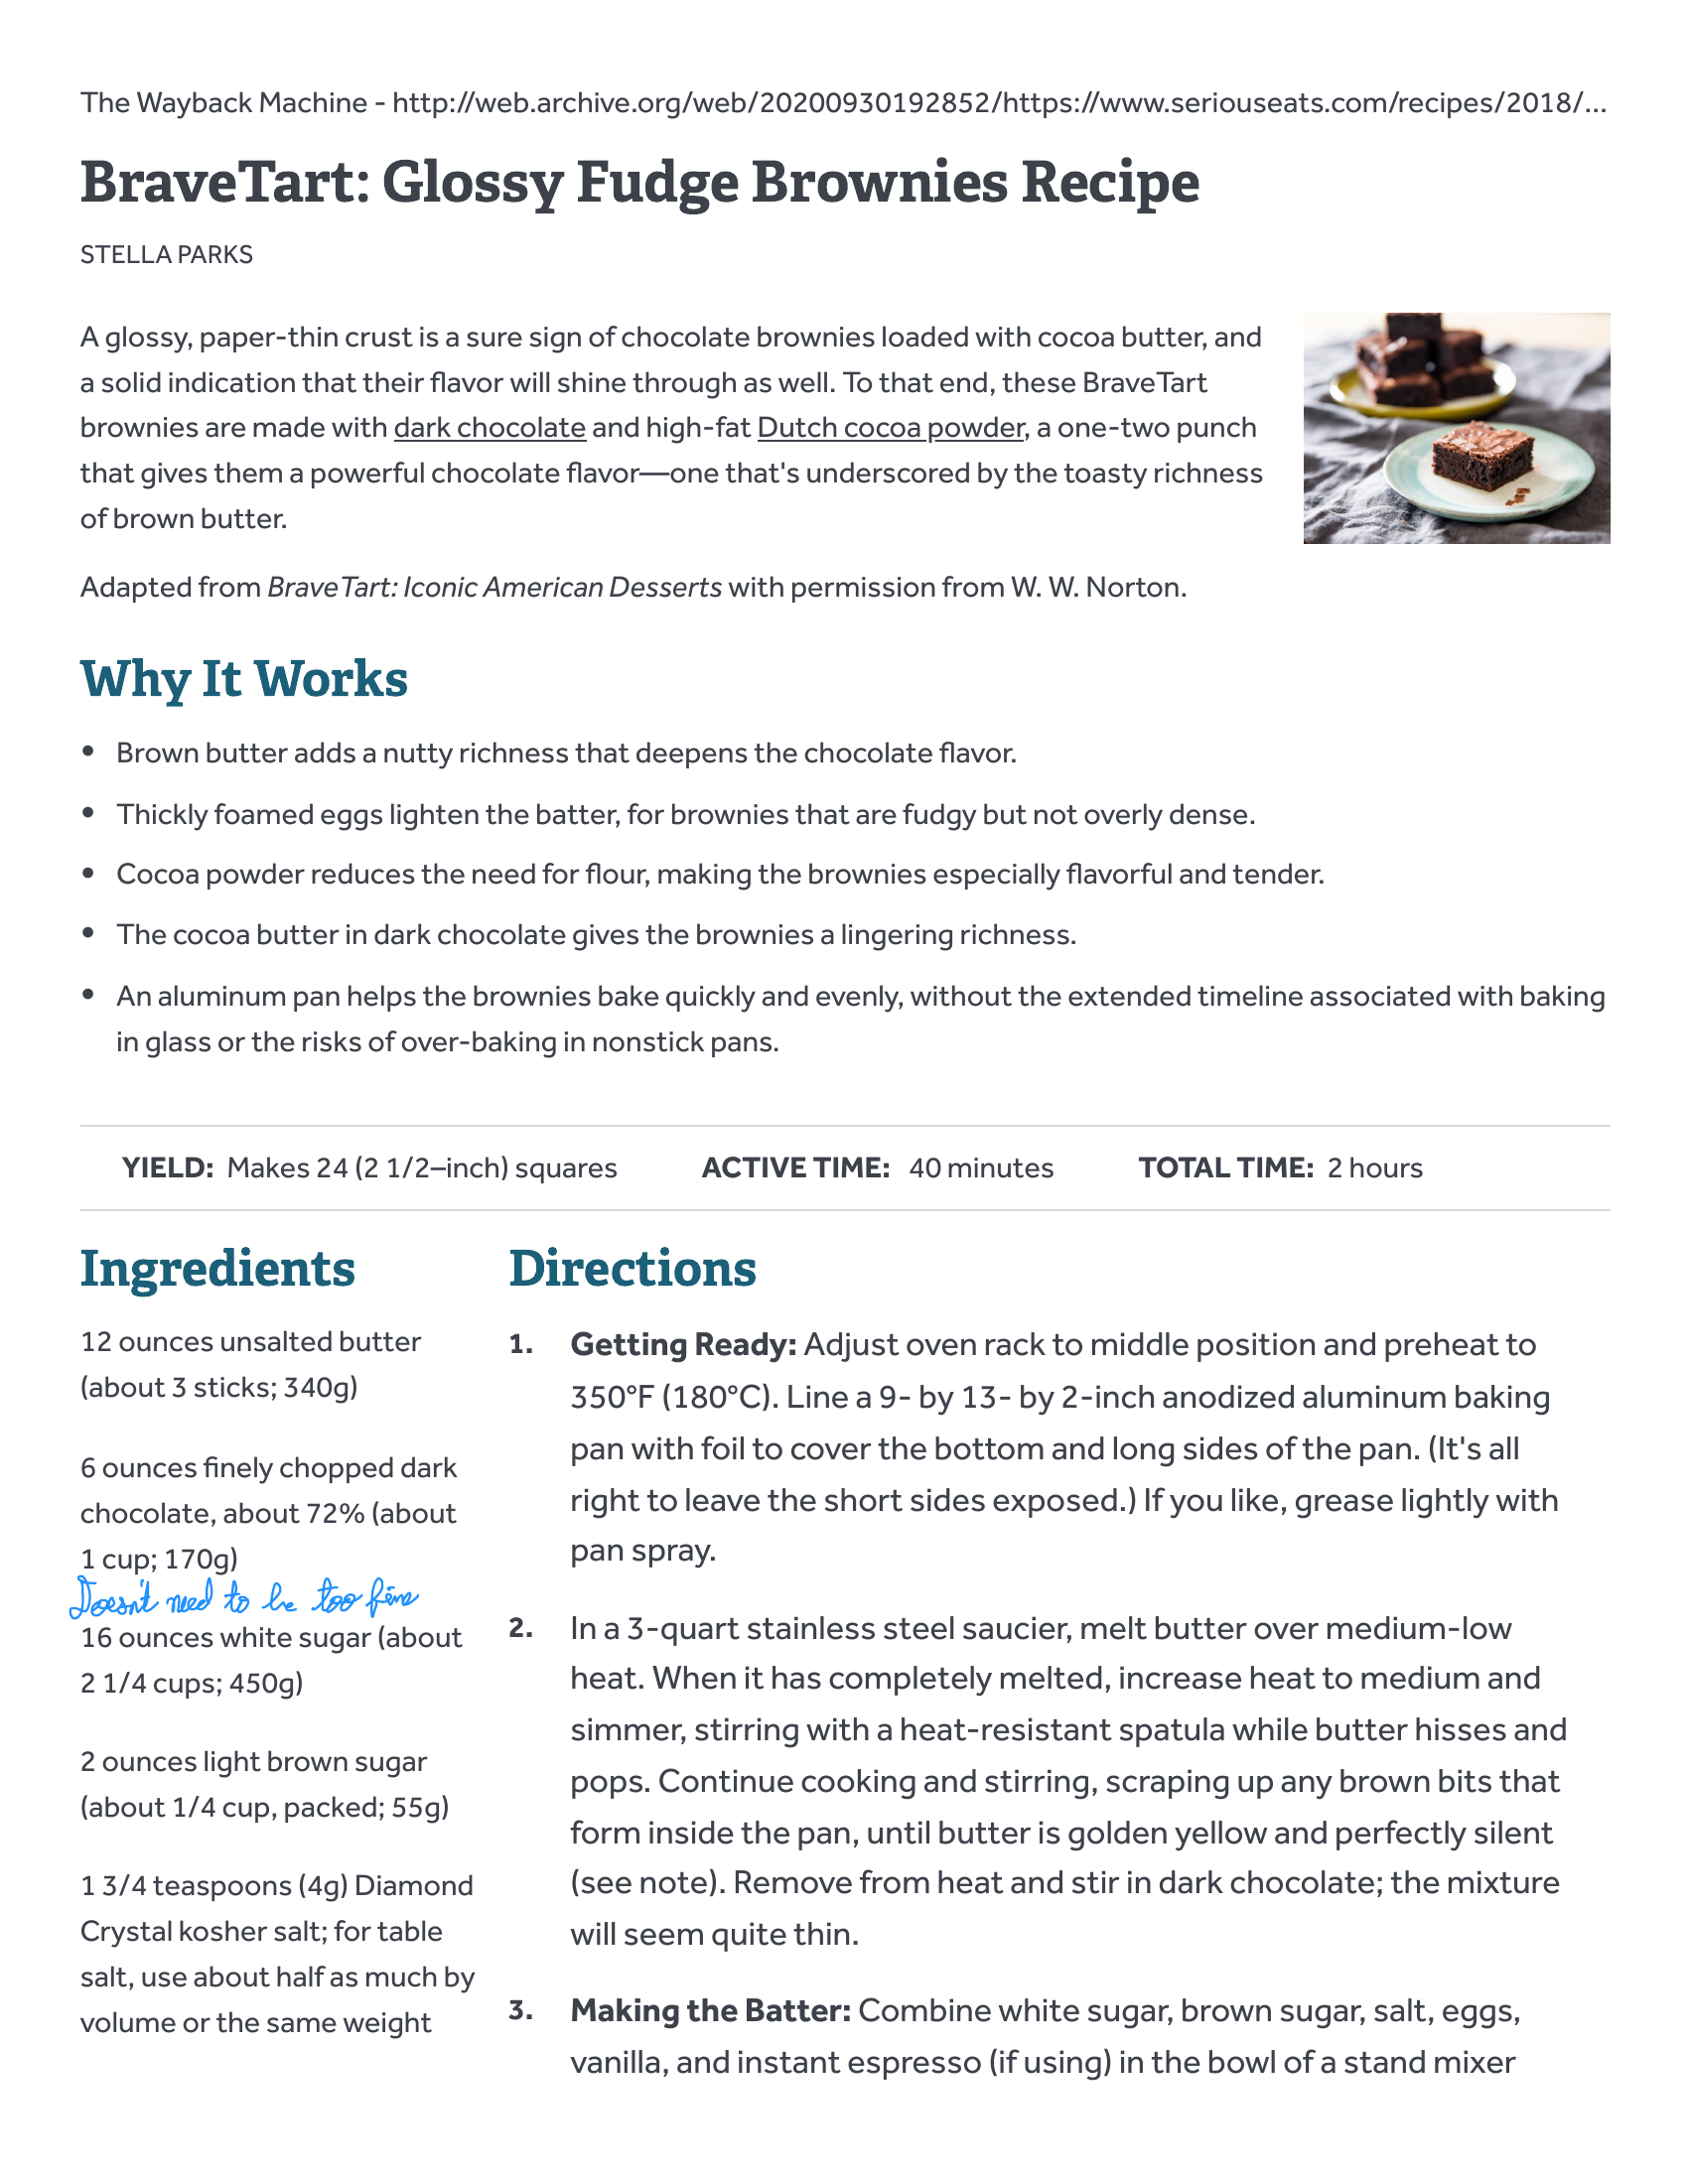 The Wayback Machine - http://web.archive.org/web/20200930192852/https://www.seriouseats.com/recipes/2018/...
BraveTart: Glossy Fudge Brownies Recipe
STELLA PARKS
A glossy, paper-thin crust is a sure sign of chocolate brownies loaded with cocoa butter, and
a solid indication that their flavor will shine through as well. To that end, these BraveTart
brownies are made with dark chocolate and high-fat Dutch cocoa powder, a one-two punch
that gives them a powerful chocolate flavor—one that's underscored by the toasty richness
of brown butter.
Adapted from BraveTart: Iconic American Desserts with permission from W. W. Norton.
Why It Works
• Brown butter adds a nutty richness that deepens the chocolate flavor.
• Thickly foamed eggs lighten the batter, for brownies that are fudgy but not overly dense.
• Cocoa powder reduces the need for flour, making the brownies especially flavorful and tender.
• The cocoa butter in dark chocolate gives the brownies a lingering richness.
• An aluminum pan helps the brownies bake quickly and evenly, without the extended timeline associated with baking
in glass or the risks of over-baking in nonstick pans.
YIELD: Makes 24 (2 1/2–inch) squares ACTIVE TIME: 40 minutes TOTAL TIME: 2 hours
Ingredients
12 ounces unsalted butter
(about 3 sticks; 340g)
6 ounces finely chopped dark
chocolate, about 72% (about
1 cup; 170g)
Doesn't need to be too fine
16 ounces white sugar (about
2 1/4 cups; 450g)
2 ounces light brown sugar
(about 1/4 cup, packed; 55g)
1 3/4 teaspoons (4g) Diamond
Crystal kosher salt; for table
salt, use about half as much by
volume or the same weight
Directions
1. Getting Ready: Adjust oven rack to middle position and preheat to
350°F (180°C). Line a 9- by 13- by 2-inch anodized aluminum baking
pan with foil to cover the bottom and long sides of the pan. (It's all
right to leave the short sides exposed.) If you like, grease lightly with
pan spray.
2. In a 3-quart stainless steel saucier, melt butter over medium-low
heat. When it has completely melted, increase heat to medium and
simmer, stirring with a heat-resistant spatula while butter hisses and
pops. Continue cooking and stirring, scraping up any brown bits that
form inside the pan, until butter is golden yellow and perfectly silent
(see note). Remove from heat and stir in dark chocolate; the mixture
will seem quite thin.
3. Making the Batter: Combine white sugar, brown sugar, salt, eggs,
vanilla, and instant espresso (if using) in the bowl of a stand mixer